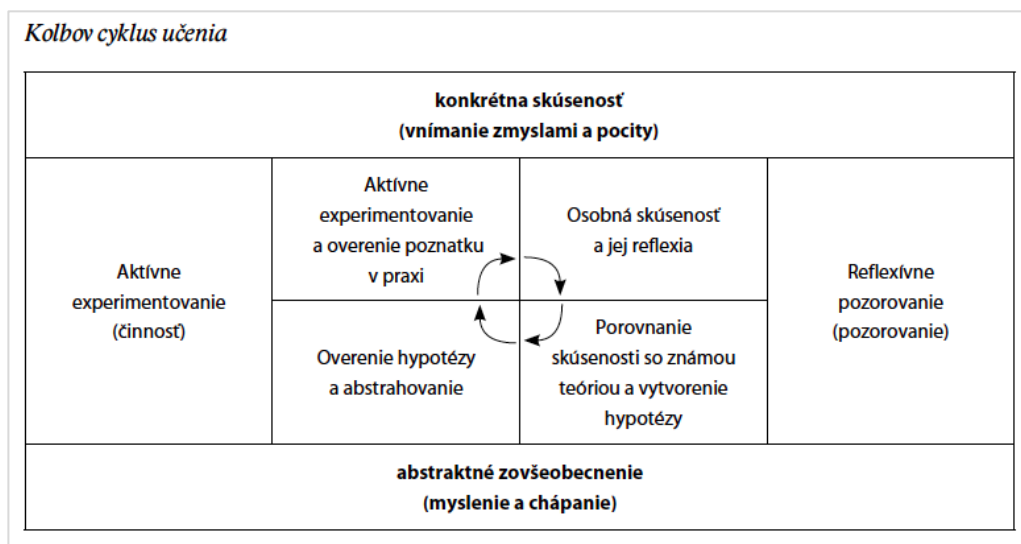 Kolbov cyklus učenia
konkrétna skúsenosť
(vnímanie zmyslami a pocity)
Aktívne
experimentovanie
(činnosť)
Aktívne
experimentovanie
a overenie poznatku
v praxi
Osobná skúsenosť
a jej reflexia
Overenie hypotézy
a abstrahovanie
Porovnanie
skúsenosti so známou
teóriou a vytvorenie
hypotézy
Reflexívne
pozorovanie
(pozorovanie)
abstraktné zovšeobecnenie
(myslenie a chápanie)